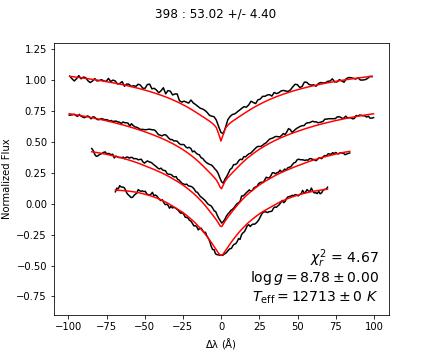 398 : 53.02 +/- 4.40
1.25
1.00
0.75
0.50
0.25
0.00
−0.25
−0.50
−0.75
Normalized Flux
χ²ᵣ = 4.67
log g = 8.78 ± 0.00
T_eff = 12713 ± 0 K
−100 −75 −50 −25 0 25 50 75 100
Δλ (Å)